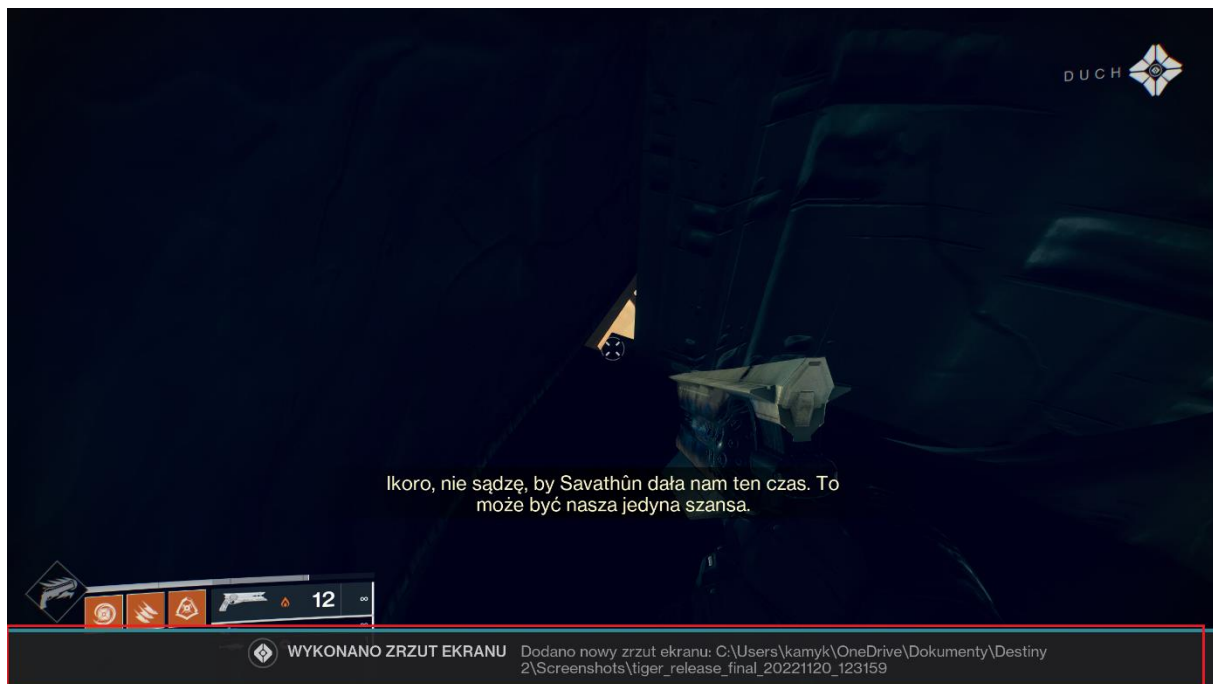 DUCH
Ikoro, nie sądzę, by Savathûn dała nam ten czas. To
może być nasza jedyna szansa.
12
∞
WYKONANO ZRZUT EKRANU
Dodano nowy zrzut ekranu: C:\Users\kamyk\OneDrive\Dokumenty\Destiny
2\Screenshots\tiger_release_final_20221120_123159